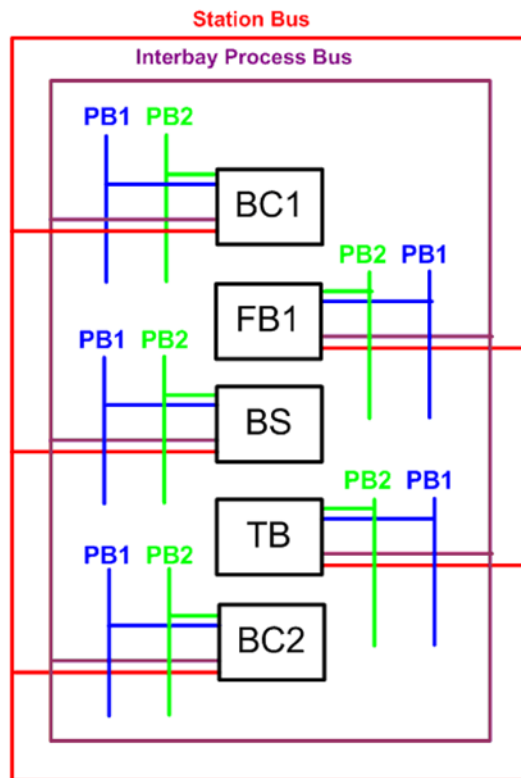 Station Bus
Interbay Process Bus
PB1 PB2
BC1
PB2 PB1
FB1
PB1 PB2
BS
PB2 PB1
TB
PB1 PB2
BC2